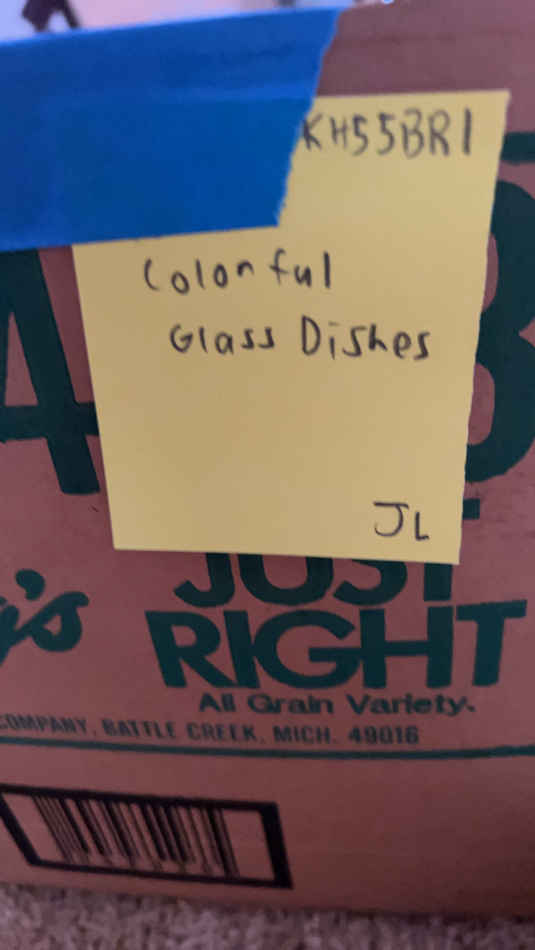 KH55BR1
Colorful
Glass Dishes
JL
JUST
RIGHT
All Grain Variety.
COMPANY, BATTLE CREEK, MICH. 49016